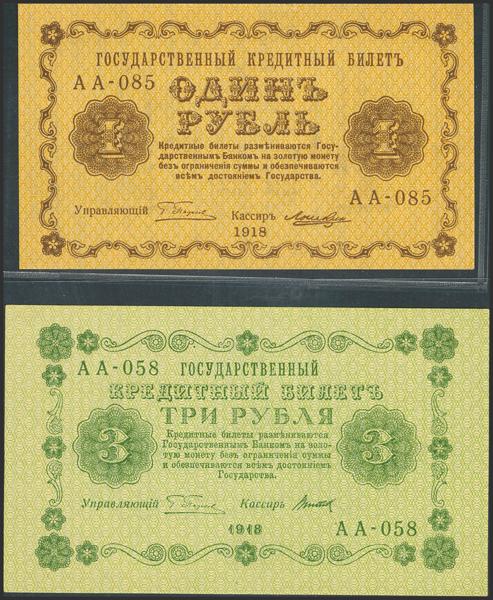 ГОСУДАРСТВЕННЫЙ КРЕДИТНЫЙ БИЛЕТЪ
АА-085
ОДИНЪ
РУБЛЬ
1 1
Кредитные билеты размѣниваются Госу-
дарственнымъ Банкомъ на золотую монету
безъ ограниченія суммы и обезпечиваются
всѣмъ достояніемъ Государства.
АА-085
Управляющій Кассиръ
1918
АА-058 ГОСУДАРСТВЕННЫЙ
КРЕДИТНЫЙ БИЛЕТЪ
ТРИ РУБЛЯ
3 3
Кредитные билеты размѣниваются
Государственнымъ Банкомъ на золо-
тую монету безъ ограниченія суммы
и обезпечиваются всѣмъ достояніемъ
Государства.
Управляющій Кассиръ
1918
АА-058